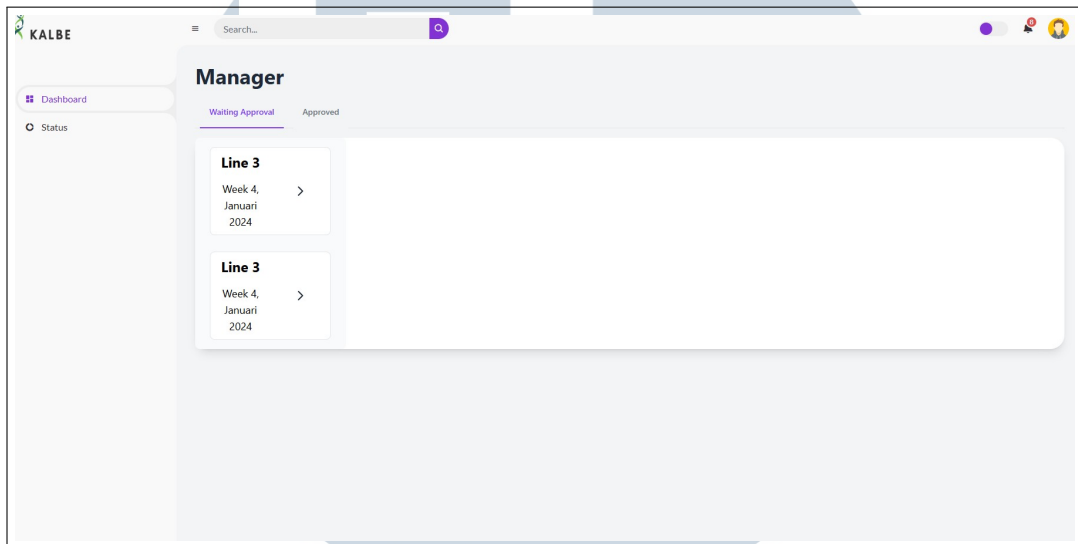 KALBE
Search...
8
Manager
Dashboard
Waiting Approval
Approved
Status
Line 3
Week 4,
Januari
2024
Line 3
Week 4,
Januari
2024